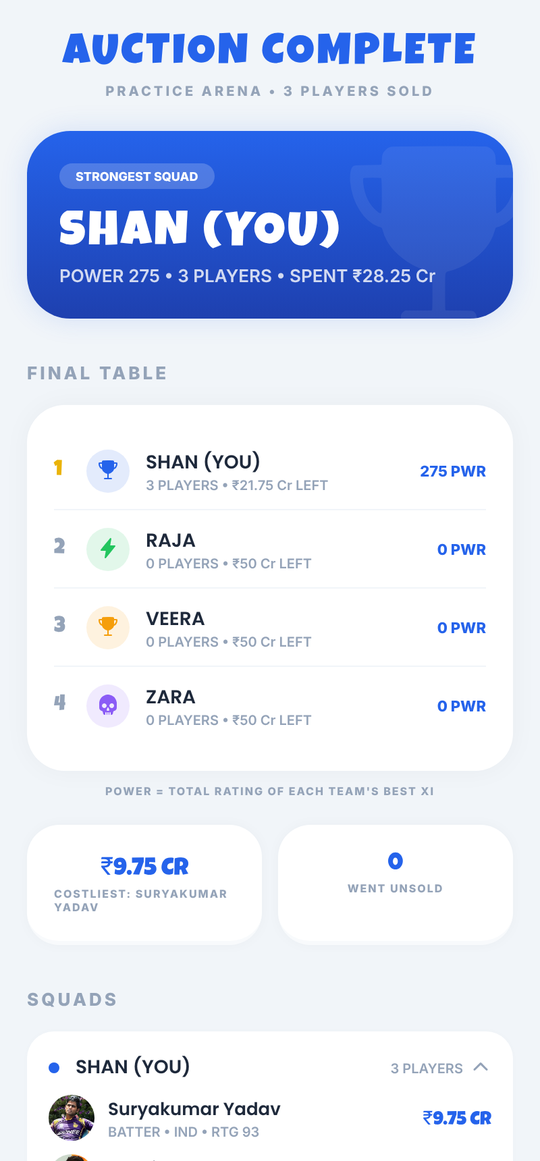 AUCTION COMPLETE
PRACTICE ARENA • 3 PLAYERS SOLD
STRONGEST SQUAD
SHAN (YOU)
POWER 275 • 3 PLAYERS • SPENT ₹28.25 Cr
FINAL TABLE
1
SHAN (YOU)
3 PLAYERS • ₹21.75 Cr LEFT
275 PWR
2
RAJA
0 PLAYERS • ₹50 Cr LEFT
0 PWR
3
VEERA
0 PLAYERS • ₹50 Cr LEFT
0 PWR
4
ZARA
0 PLAYERS • ₹50 Cr LEFT
0 PWR
POWER = TOTAL RATING OF EACH TEAM'S BEST XI
₹9.75 CR
COSTLIEST: SURYAKUMAR
YADAV
0
WENT UNSOLD
SQUADS
SHAN (YOU)
3 PLAYERS
Suryakumar Yadav
BATTER • IND • RTG 93
₹9.75 CR